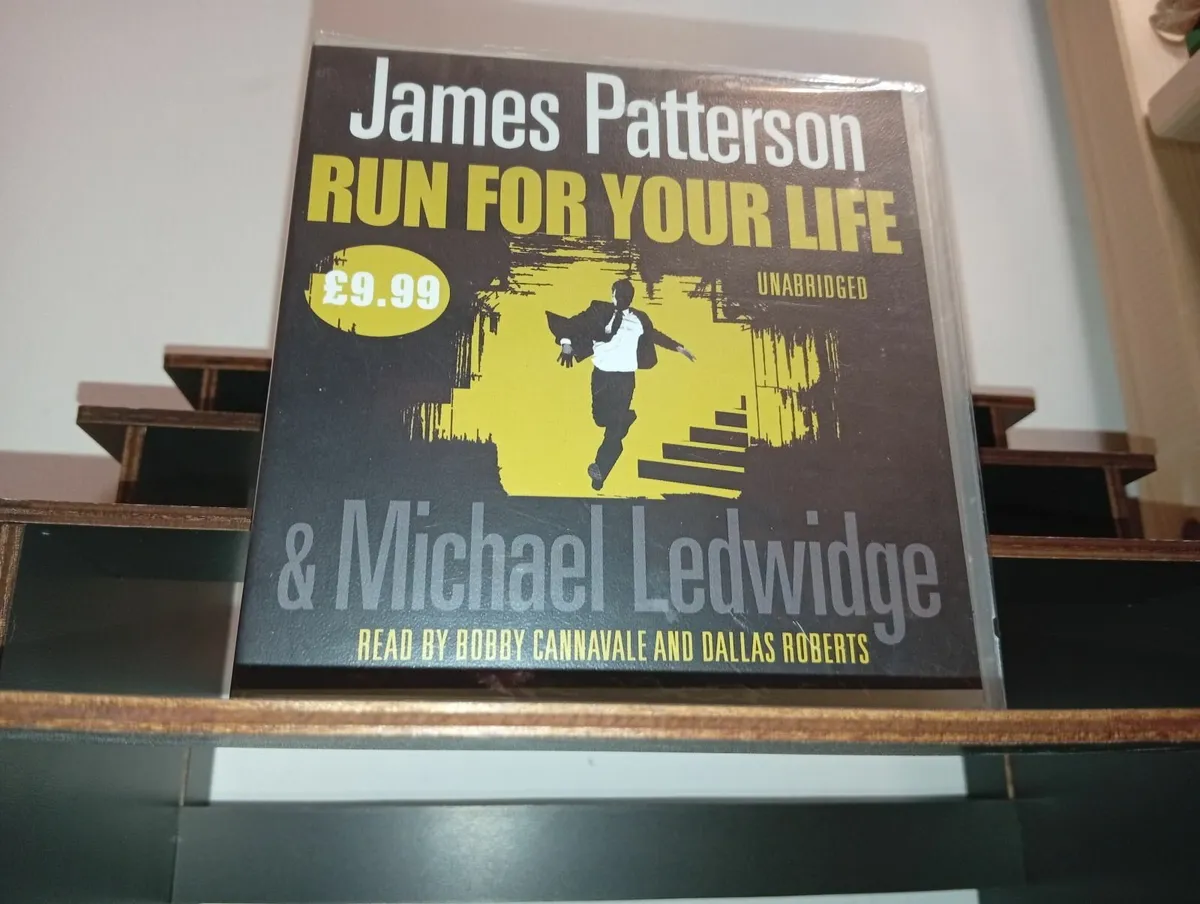 James Patterson
RUN FOR YOUR LIFE
£9.99
UNABRIDGED
& Michael Ledwidge
READ BY BOBBY CANNAVALE AND DALLAS ROBERTS